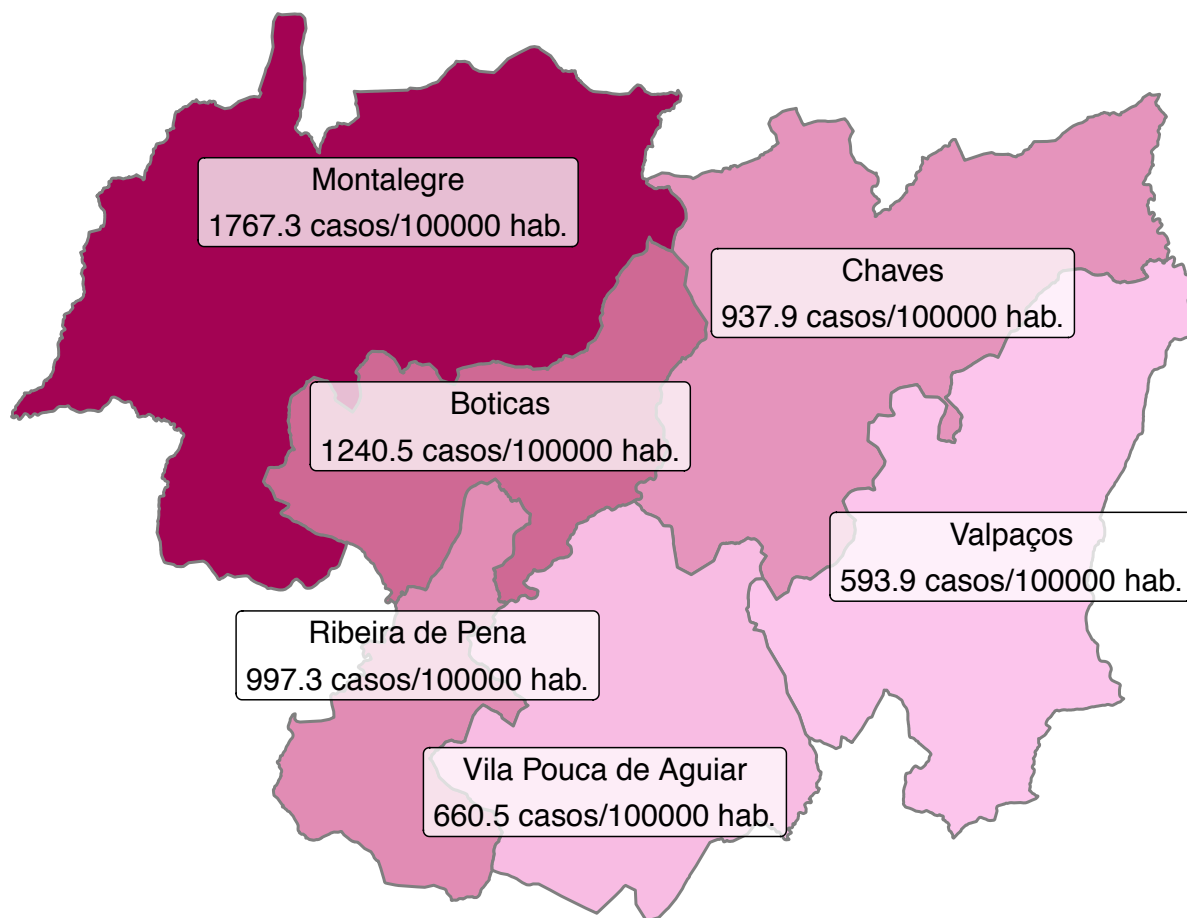 Montalegre
1767.3 casos/100000 hab.
Chaves
937.9 casos/100000 hab.
Boticas
1240.5 casos/100000 hab.
Valpaços
593.9 casos/100000 hab.
Ribeira de Pena
997.3 casos/100000 hab.
Vila Pouca de Aguiar
660.5 casos/100000 hab.